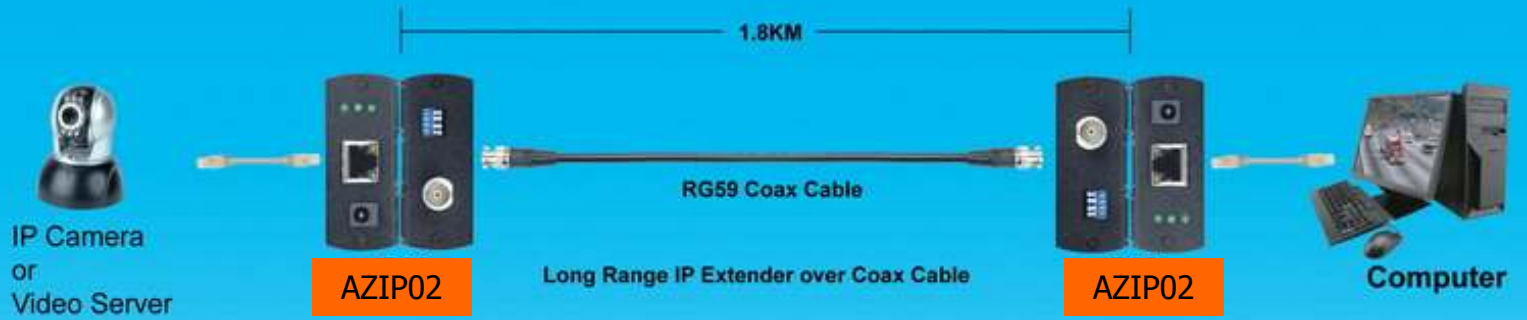 1.8KM
RG59 Coax Cable
IP Camera
or
Video Server
AZIP02
Long Range IP Extender over Coax Cable
AZIP02
Computer